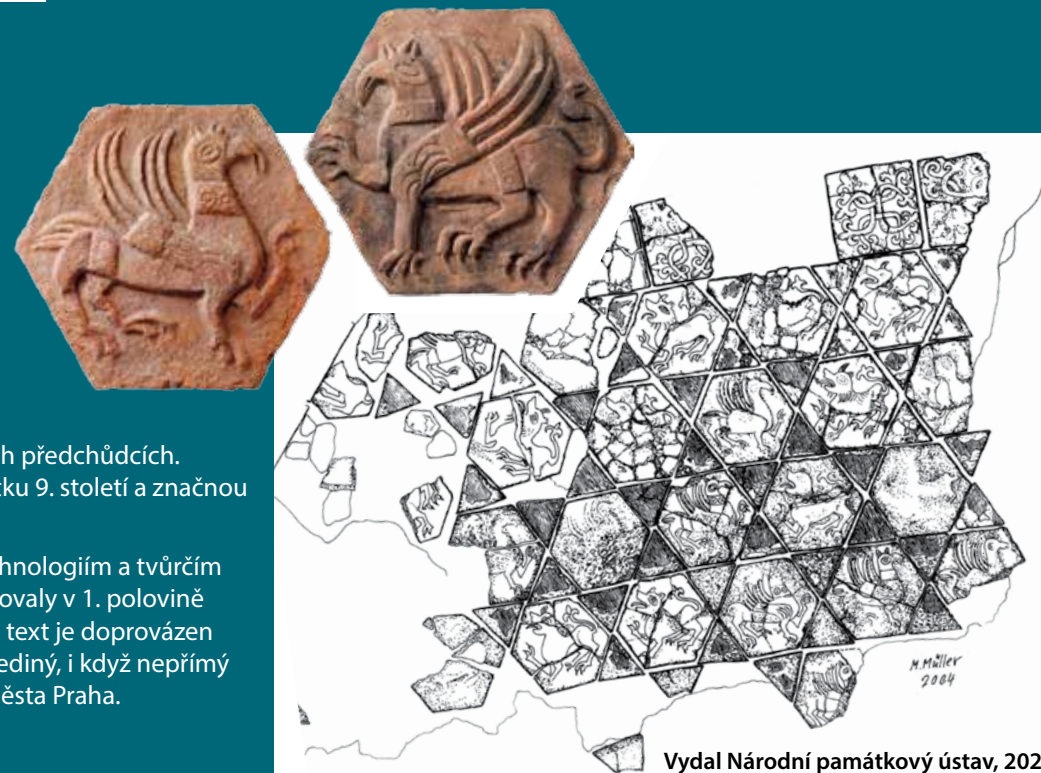 h předchůdcích.
tku 9. století a značnou
hnologiím a tvůrčím
ovaly v 1. polovině
text je doprovázen
ediný, i když nepřímý
ěsta Praha.
M. Müller
2004
Vydal Národní památkový ústav, 202